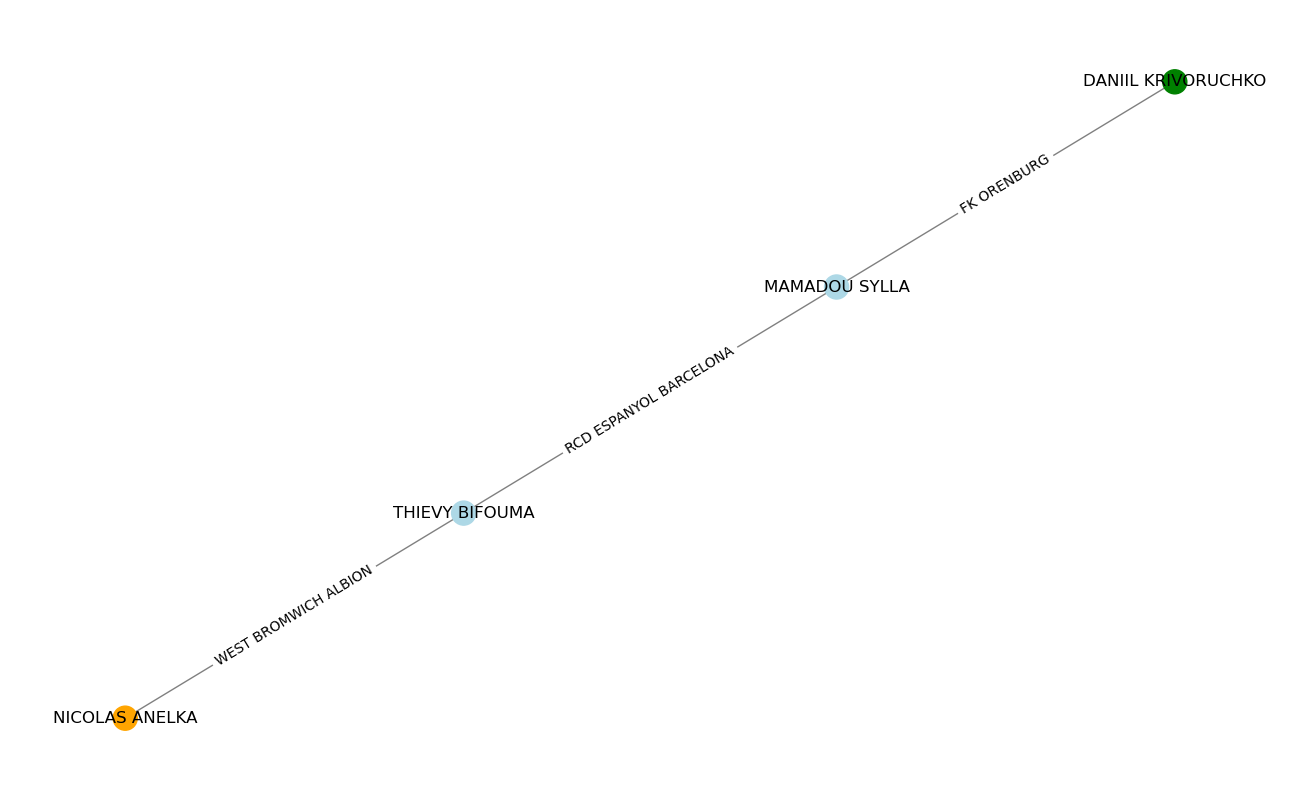 DANIIL KRIVORUCHKO
FK ORENBURG
MAMADOU SYLLA
RCD ESPANYOL BARCELONA
THIEVY BIFOUMA
WEST BROMWICH ALBION
NICOLAS ANELKA